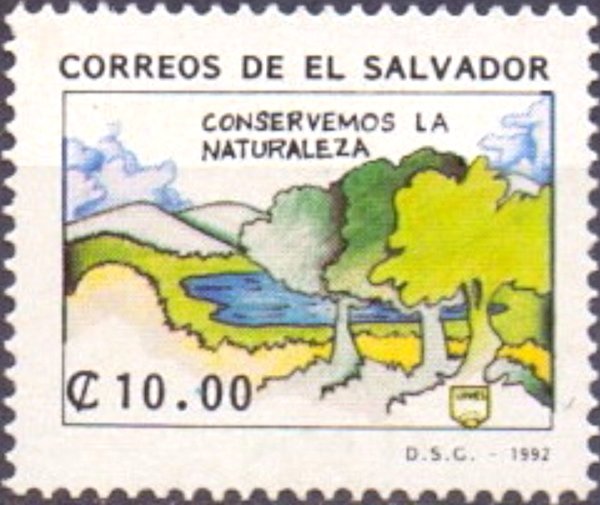 CORREOS DE EL SALVADOR
CONSERVEMOS LA
NATURALEZA
₡ 10.00
D.S.G. - 1992